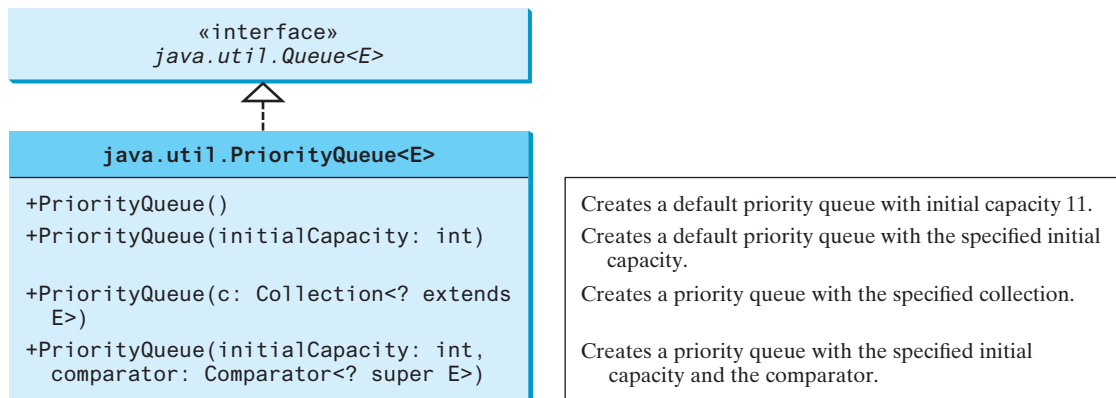 «interface»
java.util.Queue<E>
java.util.PriorityQueue<E>
+PriorityQueue()
+PriorityQueue(initialCapacity: int)
+PriorityQueue(c: Collection<? extends
E>)
+PriorityQueue(initialCapacity: int,
comparator: Comparator<? super E>)
Creates a default priority queue with initial capacity 11.
Creates a default priority queue with the specified initial
capacity.
Creates a priority queue with the specified collection.
Creates a priority queue with the specified initial
capacity and the comparator.